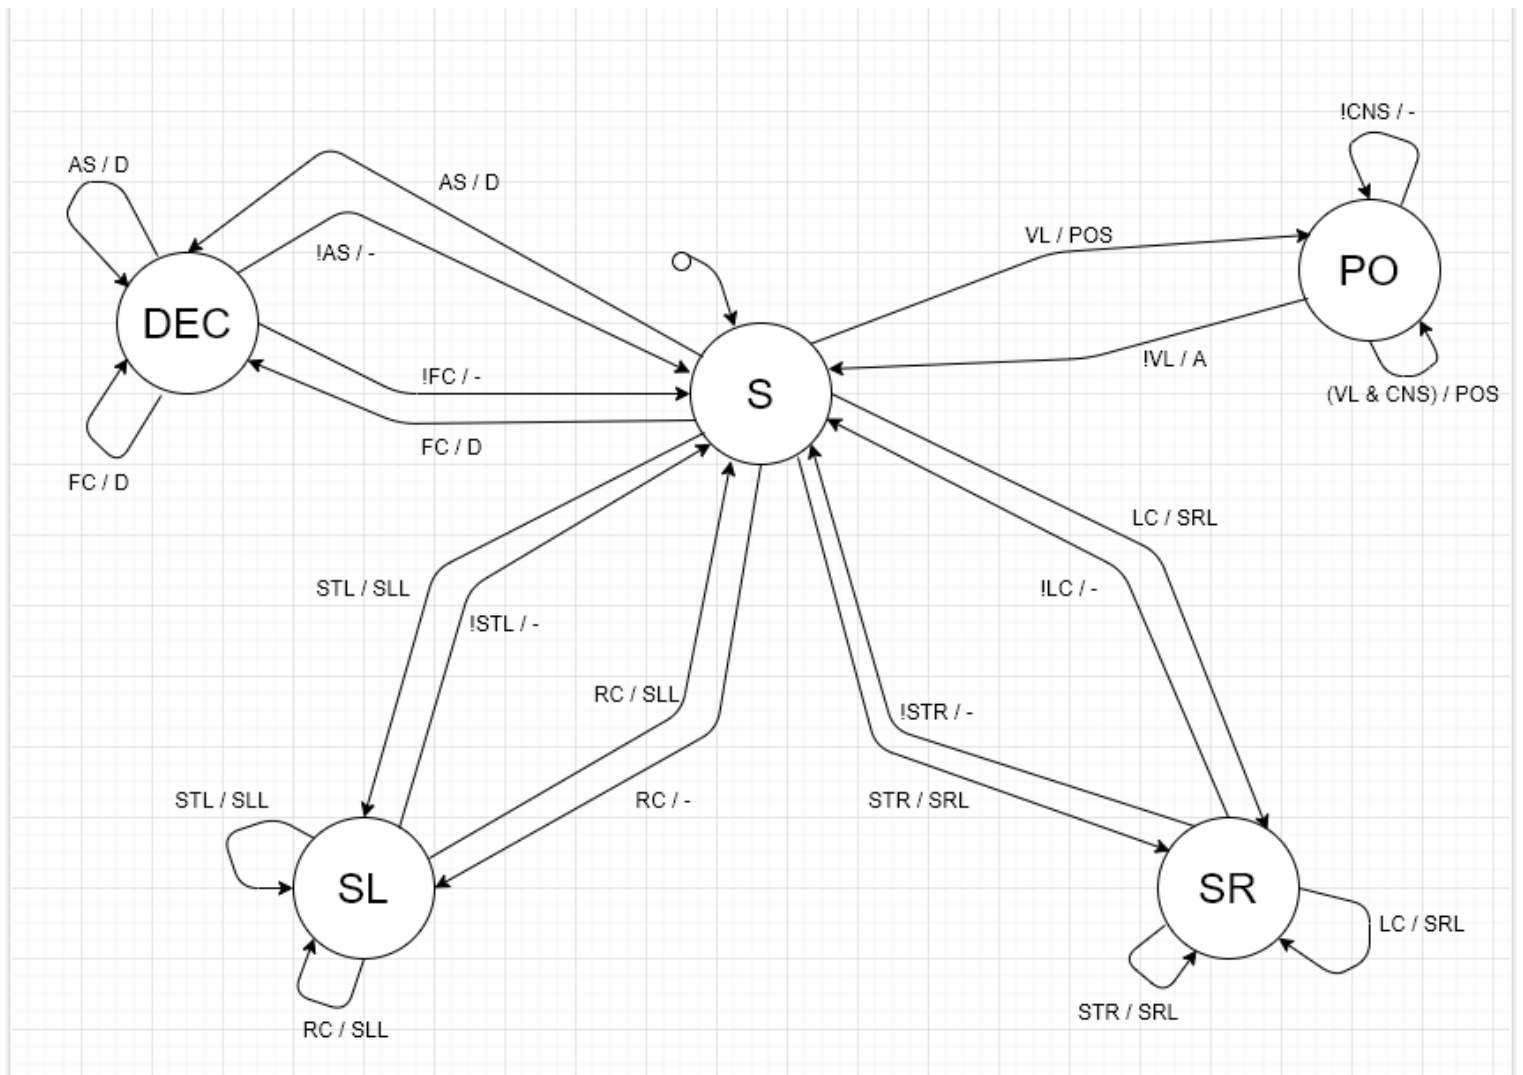 !CNS / -
AS / D
AS / D
VL / POS
!AS / -
PO
DEC
!VL / A
!FC / -
S
(VL & CNS) / POS
FC / D
FC / D
LC / SRL
STL / SLL
!LC / -
!STL / -
RC / SLL
!STR / -
STL / SLL
RC / -
STR / SRL
SL
SR
LC / SRL
STR / SRL
RC / SLL